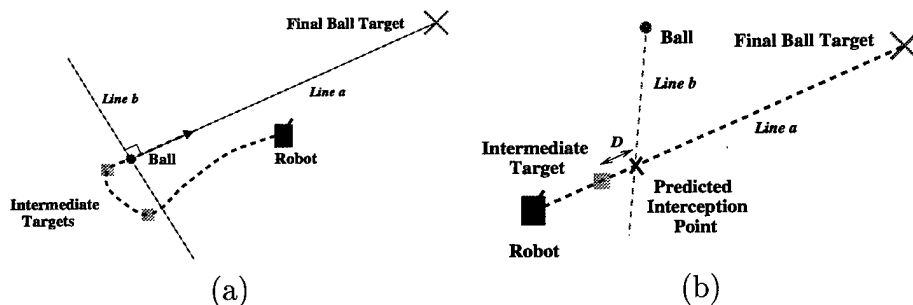 Final Ball Target
Line b
Line a
Ball
Robot
Intermediate
Targets
(a)
Ball
Final Ball Target
Line b
Line a
D
Intermediate
Target
Predicted
Interception
Point
Robot
(b)